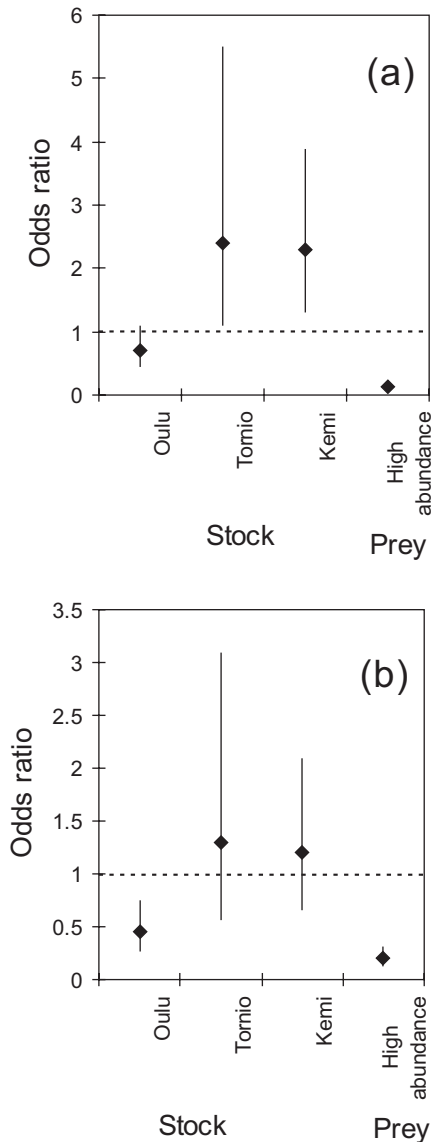 6
(a)
5
4
Odds ratio
3
2
1
0
Oulu
Tornio
Kemi
High
abundance
Stock
Prey
3.5
(b)
3
2.5
Odds ratio
2
1.5
1
0.5
0
Oulu
Tornio
Kemi
High
abundance
Stock
Prey